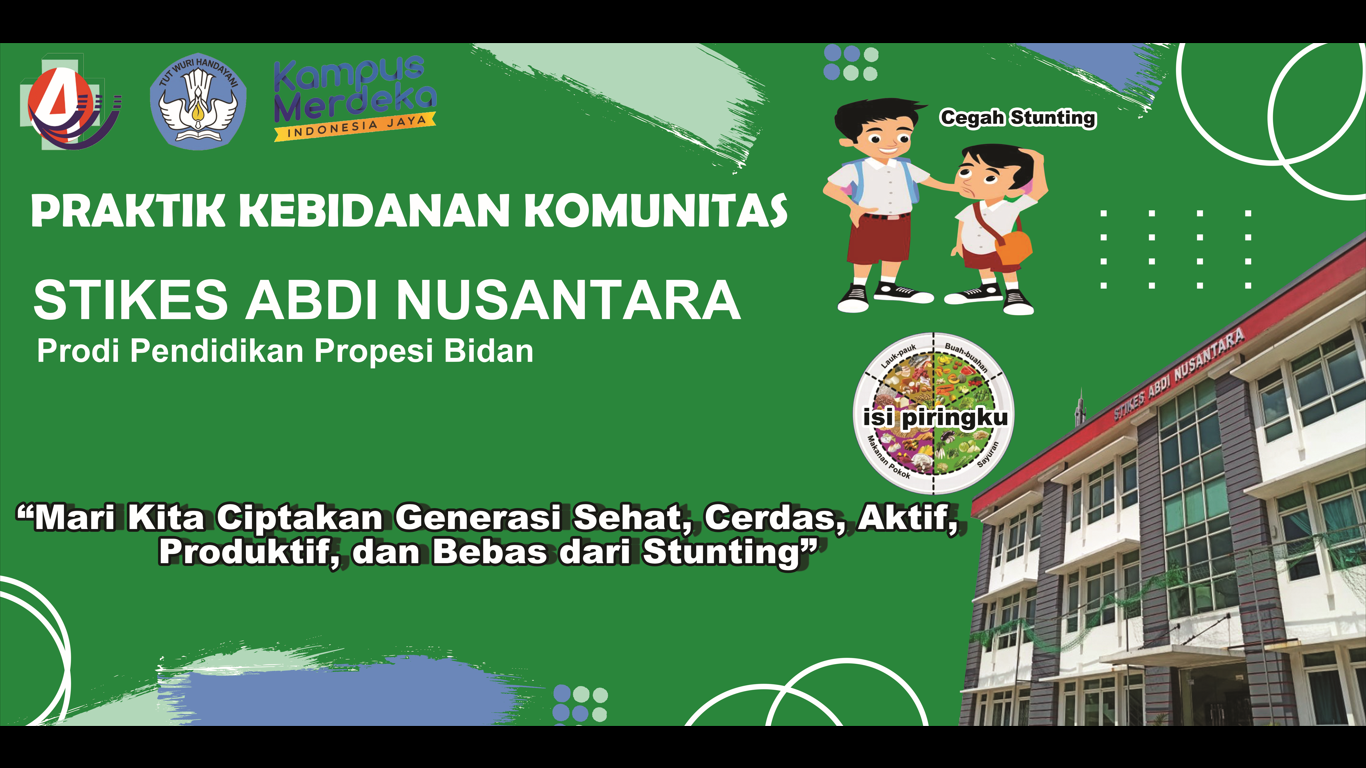 TUT WURI HANDAYANI
Kampus
Merdeka
INDONESIA JAYA
Cegah Stunting
PRAKTIK KEBIDANAN KOMUNITAS
STIKES ABDI NUSANTARA
Prodi Pendidikan Propesi Bidan
Lauk-pauk
Buah-buahan
isi piringku
Makanan Pokok
Sayuran
STIKES ABDI NUSANTARA
“Mari Kita Ciptakan Generasi Sehat, Cerdas, Aktif,
Produktif, dan Bebas dari Stunting”